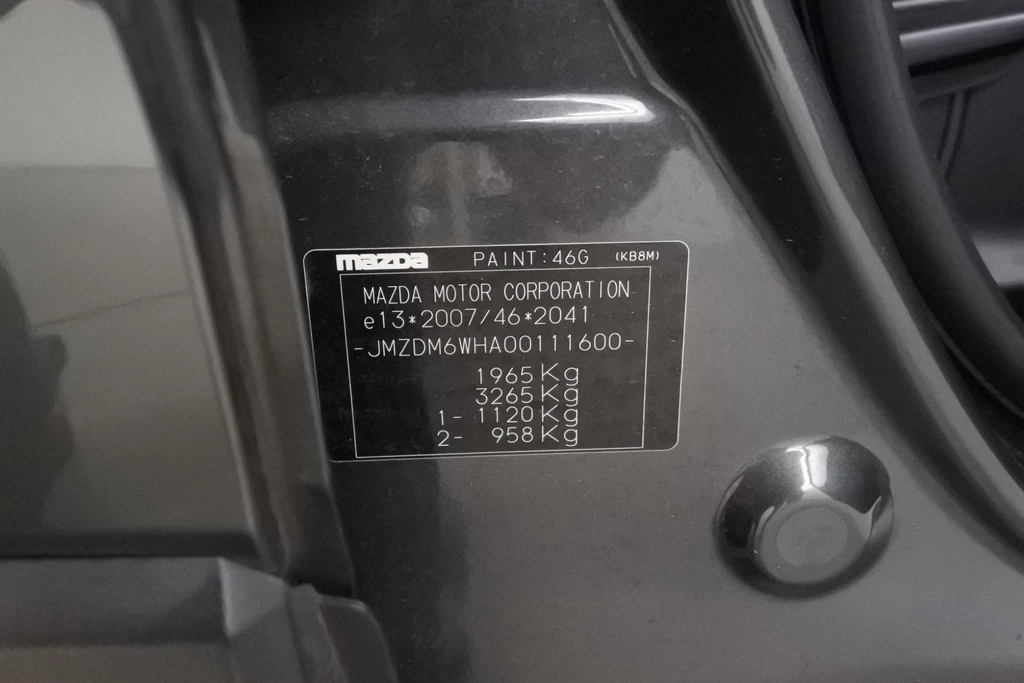 mazda PAINT:46G (KB8M)
MAZDA MOTOR CORPORATION
e13*2007/46*2041
-JMZDM6WHA00111600-
1965Kg
3265Kg
1- 1120Kg
2- 958Kg